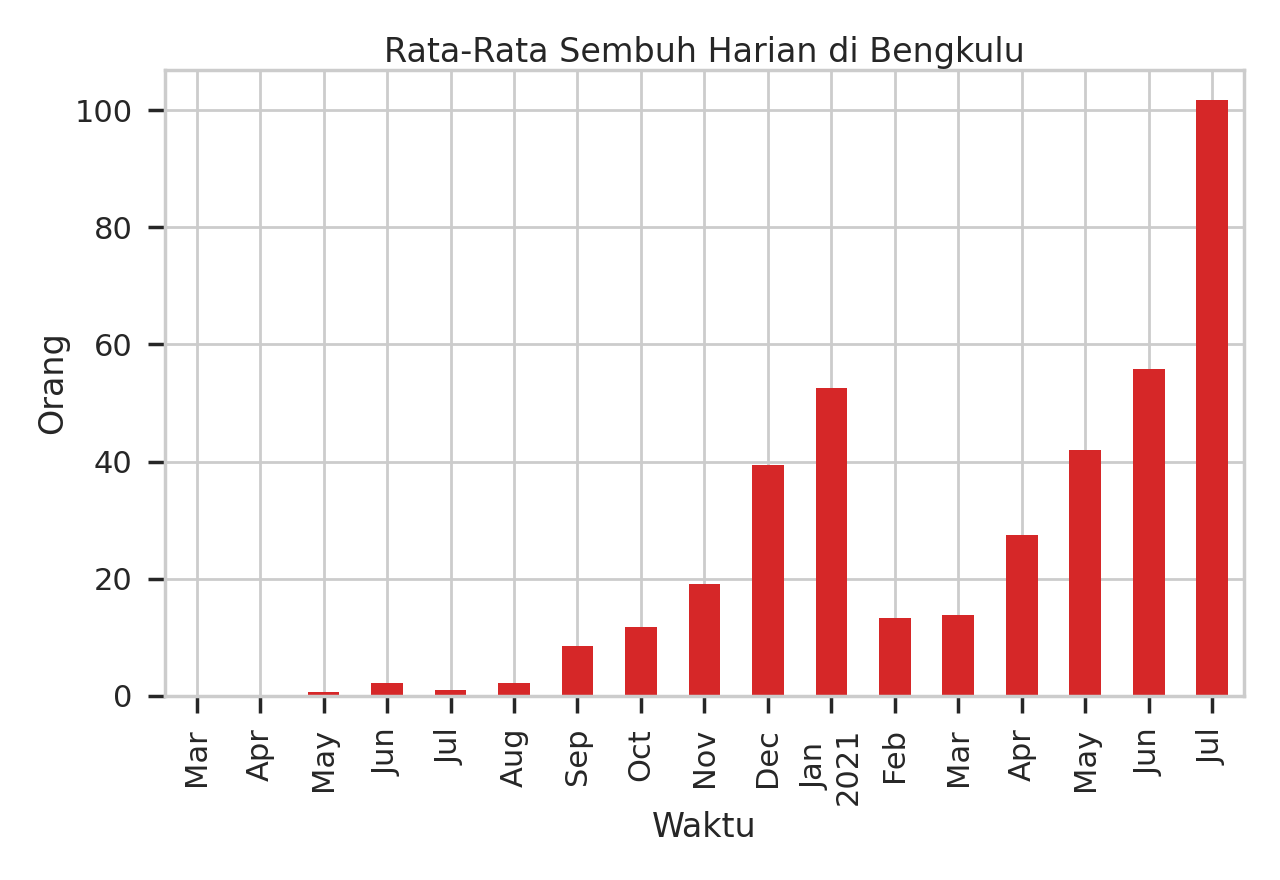 Rata-Rata Sembuh Harian di Bengkulu
100
80
60
40
20
0
Orang
Mar
Apr
May
Jun
Jul
Aug
Sep
Oct
Nov
Dec
Jan
2021
Feb
Mar
Apr
May
Jun
Jul
Waktu